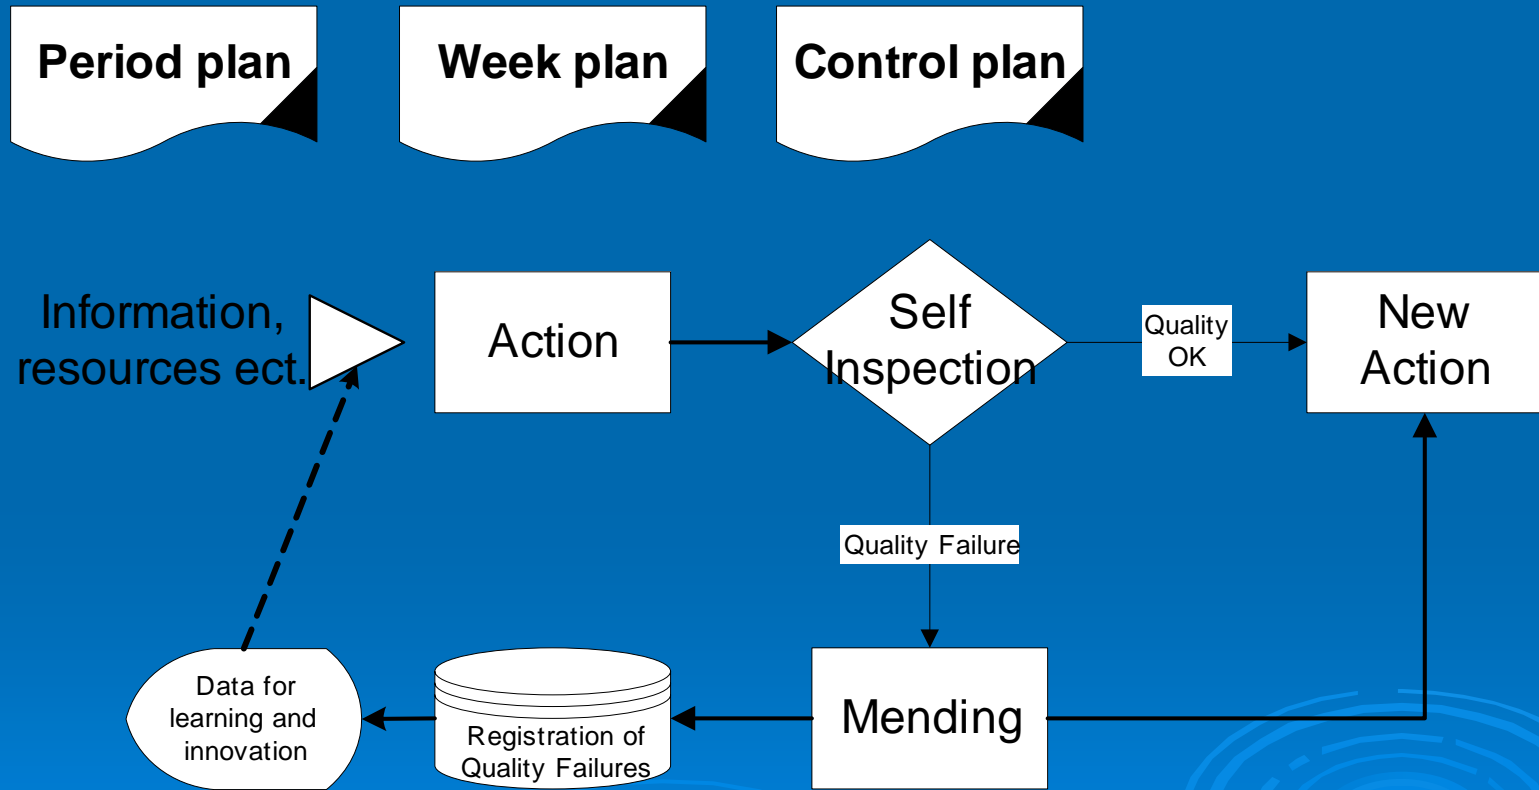 Period plan
Week plan
Control plan
Information,
resources ect.
Action
Self
Inspection
Quality
OK
New
Action
Quality Failure
Data for
learning and
innovation
Registration of
Quality Failures
Mending